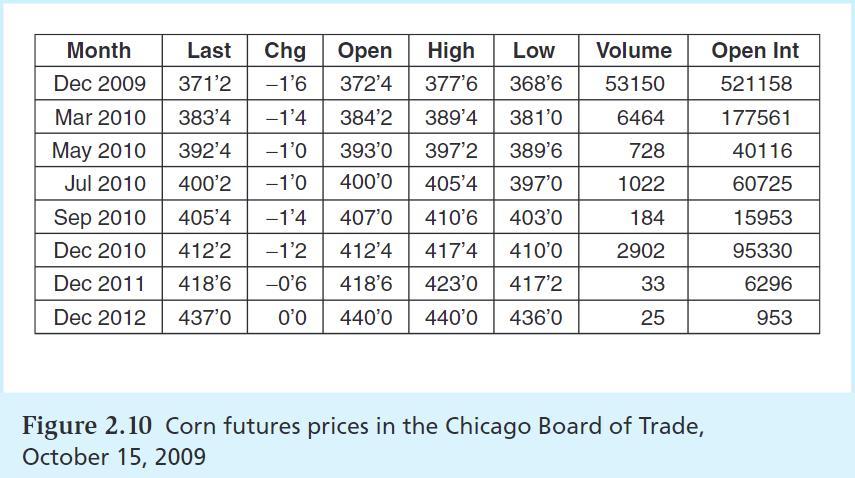 Month Last Chg Open High Low Volume Open Int
Dec 2009 371’2 –1’6 372’4 377’6 368’6 53150 521158
Mar 2010 383’4 –1’4 384’2 389’4 381’0 6464 177561
May 2010 392’4 –1’0 393’0 397’2 389’6 728 40116
Jul 2010 400’2 –1’0 400’0 405’4 397’0 1022 60725
Sep 2010 405’4 –1’4 407’0 410’6 403’0 184 15953
Dec 2010 412’2 –1’2 412’4 417’4 410’0 2902 95330
Dec 2011 418’6 –0’6 418’6 423’0 417’2 33 6296
Dec 2012 437’0 0’0 440’0 440’0 436’0 25 953
Figure 2.10 Corn futures prices in the Chicago Board of Trade,
October 15, 2009